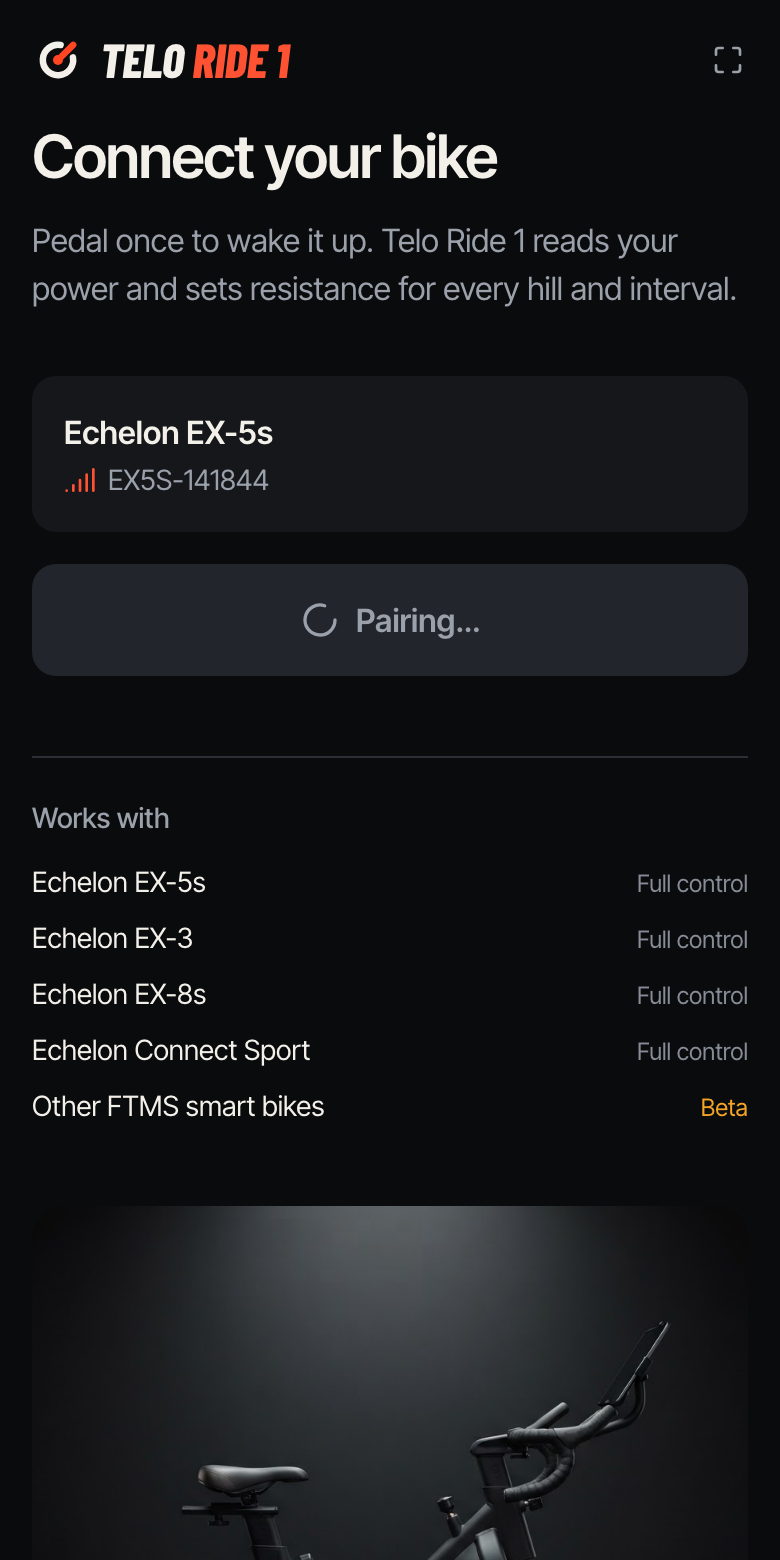 TELO RIDE 1
Connect your bike
Pedal once to wake it up. Telo Ride 1 reads your
power and sets resistance for every hill and interval.
Echelon EX-5s
EX5S-141844
Pairing...
Works with
Echelon EX-5s Full control
Echelon EX-3 Full control
Echelon EX-8s Full control
Echelon Connect Sport Full control
Other FTMS smart bikes Beta